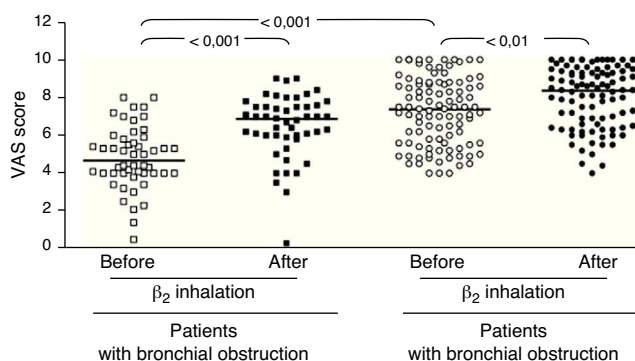 12
10
8
6
4
2
0
VAS score
< 0,001
< 0,001
< 0,01
Before After Before After
β2 inhalation β2 inhalation
Patients Patients
with bronchial obstruction with bronchial obstruction